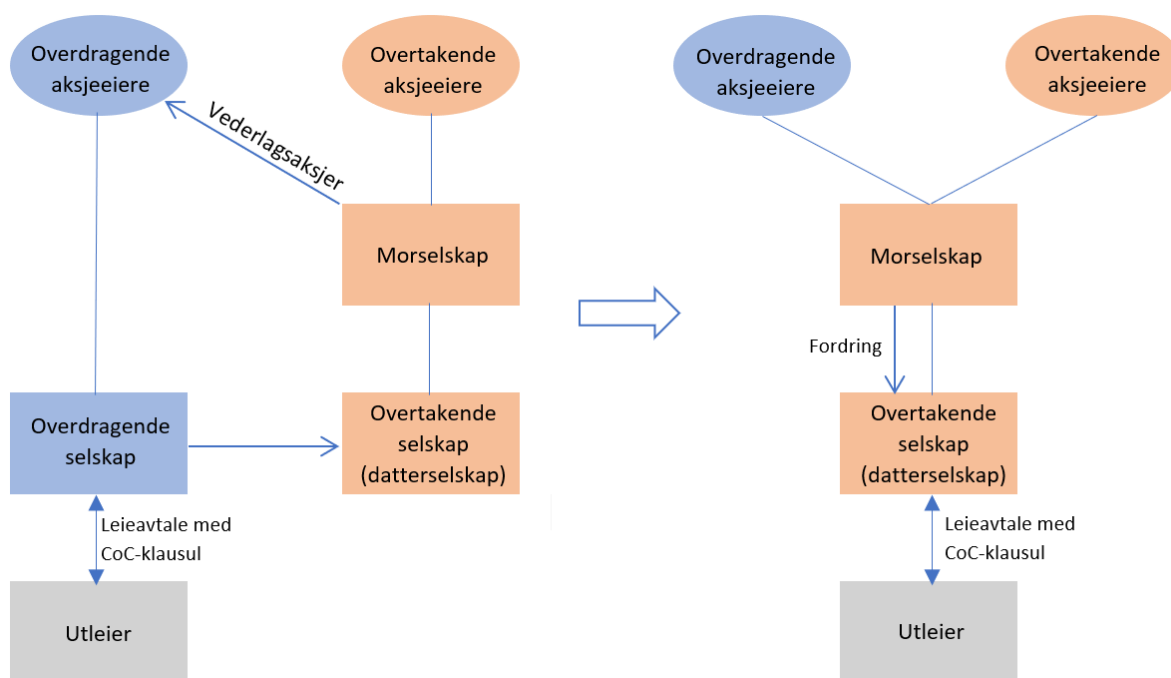 Overdragende
aksjeeiere
Overtakende
aksjeeiere
Vederlagsaksjer
Morselskap
Overdragende
selskap
Overtakende
selskap
(datterselskap)
Leieavtale med
CoC-klausul
Utleier
Overdragende
aksjeeiere
Overtakende
aksjeeiere
Morselskap
Fordring
Overtakende
selskap
(datterselskap)
Leieavtale med
CoC-klausul
Utleier